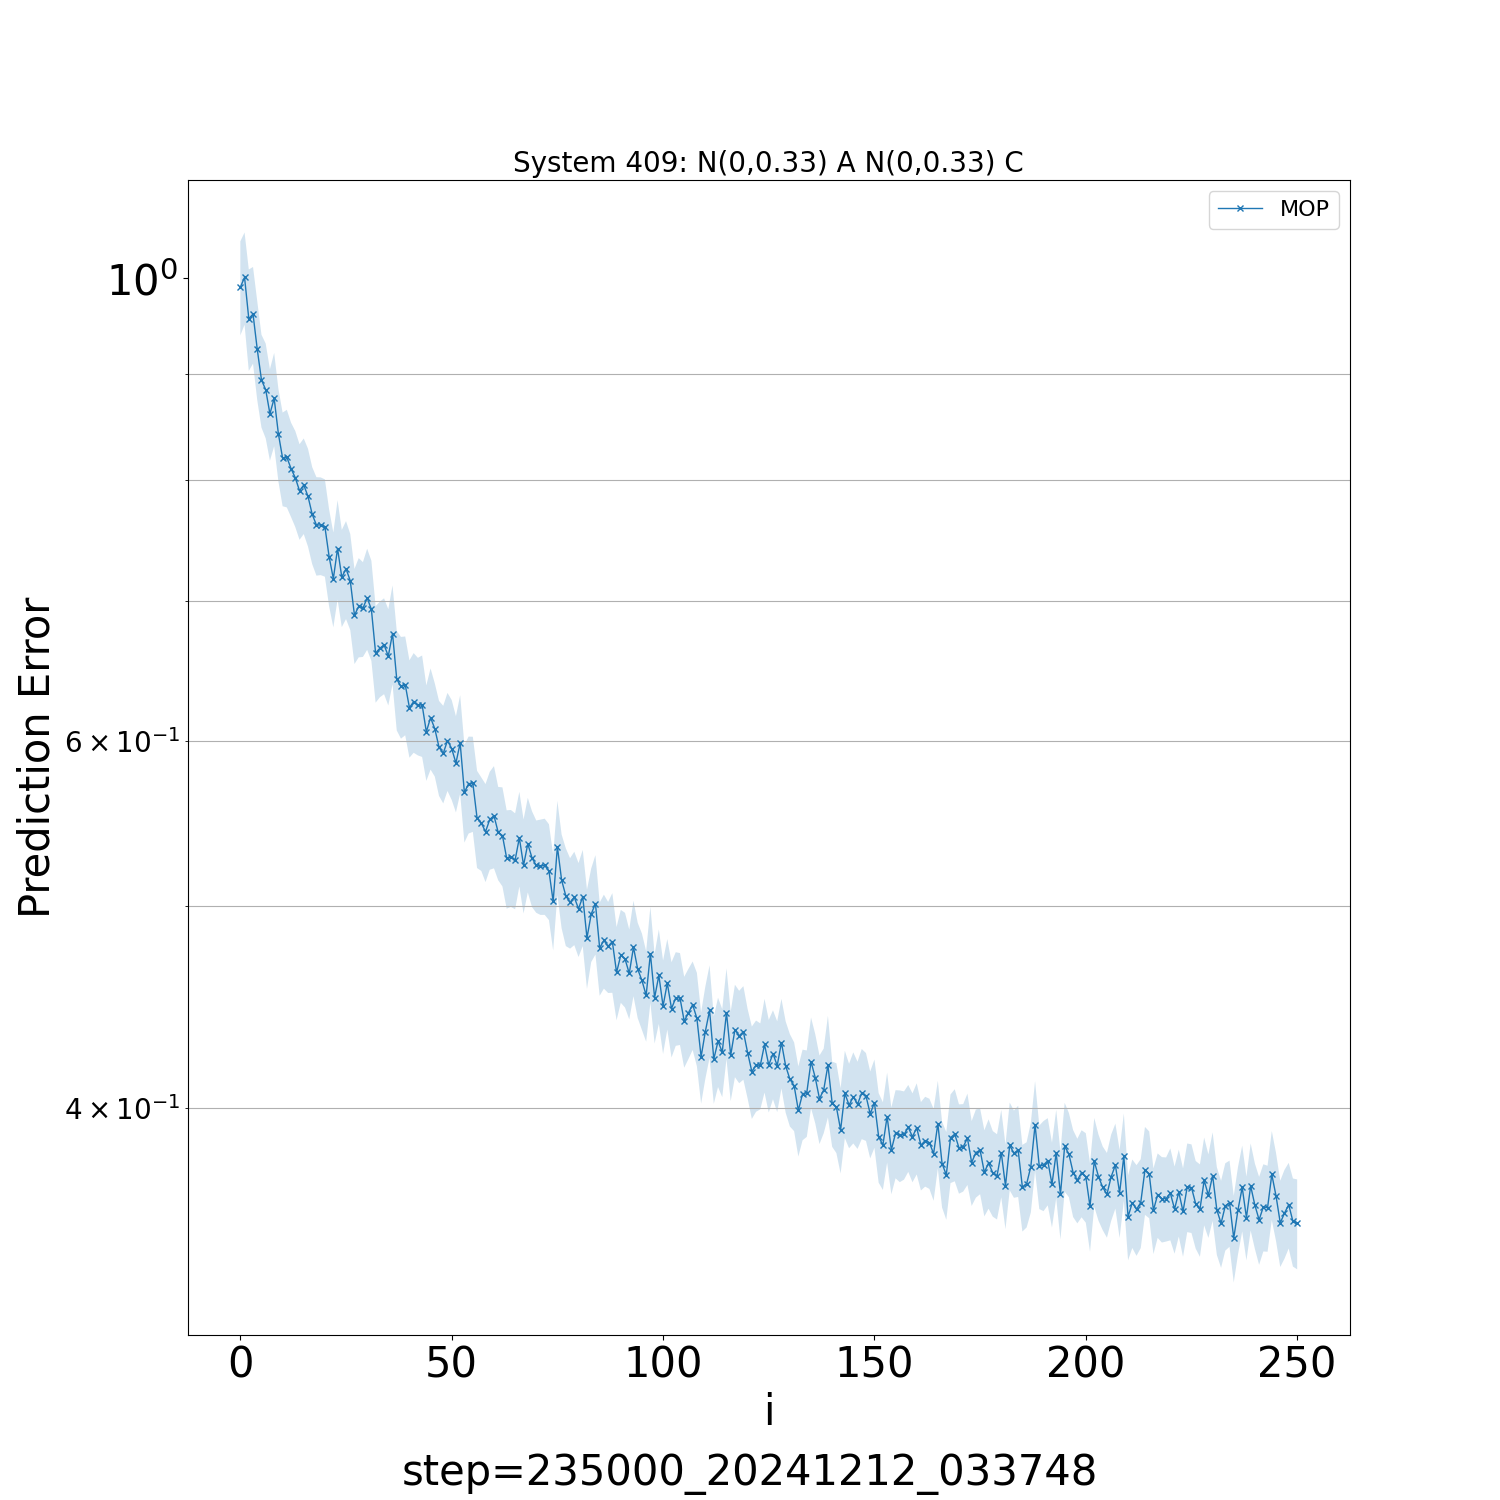 System 409: N(0,0.33) A N(0,0.33) C
MOP
10⁰
6 × 10⁻¹
4 × 10⁻¹
Prediction Error
0 50 100 150 200 250
i
step=235000_20241212_033748